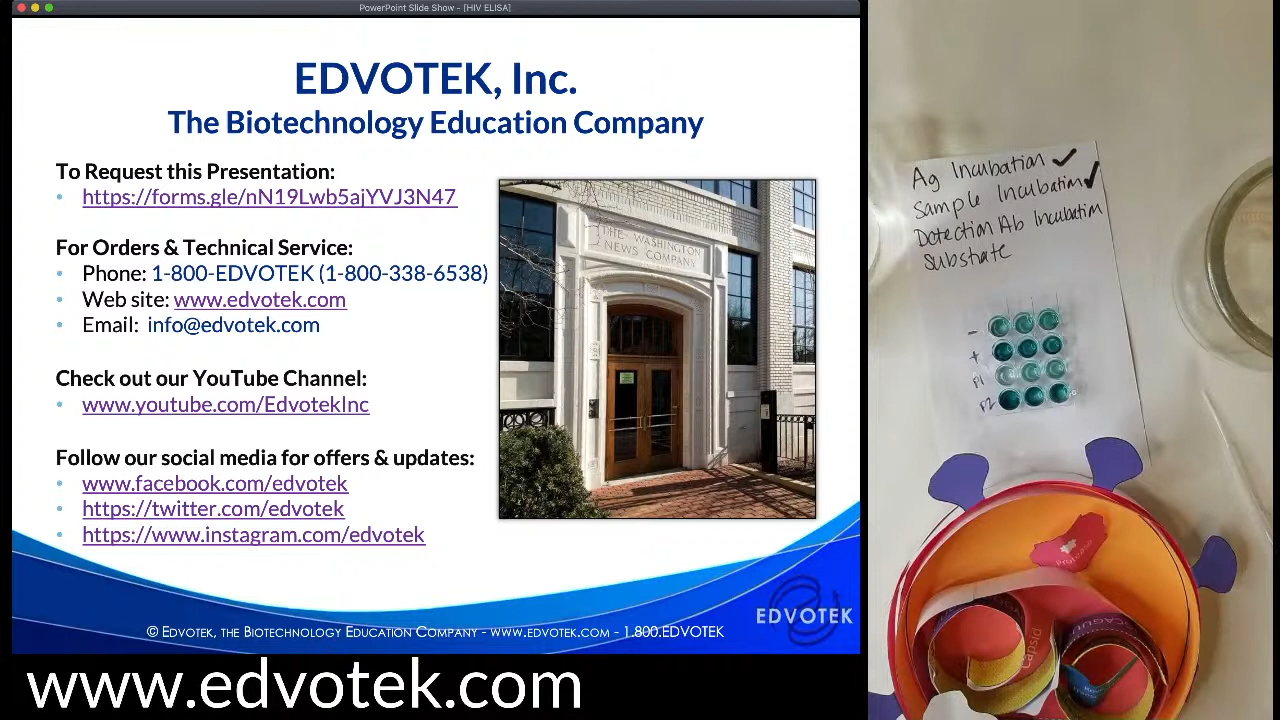 PowerPoint Slide Show - [HIV ELISA]
EDVOTEK, Inc.
The Biotechnology Education Company
To Request this Presentation:
• https://forms.gle/nN19Lwb5ajYVJ3N47
For Orders & Technical Service:
• Phone: 1-800-EDVOTEK (1-800-338-6538)
• Web site: www.edvotek.com
• Email: info@edvotek.com
Check out our YouTube Channel:
• www.youtube.com/EdvotekInc
Follow our social media for offers & updates:
• www.facebook.com/edvotek
• https://twitter.com/edvotek
• https://www.instagram.com/edvotek
THE WASHINGTON
NEWS COMPANY
© EDVOTEK, THE BIOTECHNOLOGY EDUCATION COMPANY - WWW.EDVOTEK.COM - 1.800.EDVOTEK
EDVOTEK
www.edvotek.com
Ag Incubation ✓
Sample Incubation ✓
Detection Ab Incubation
Substrate
-
+
P1
P2
Protease
Capsid